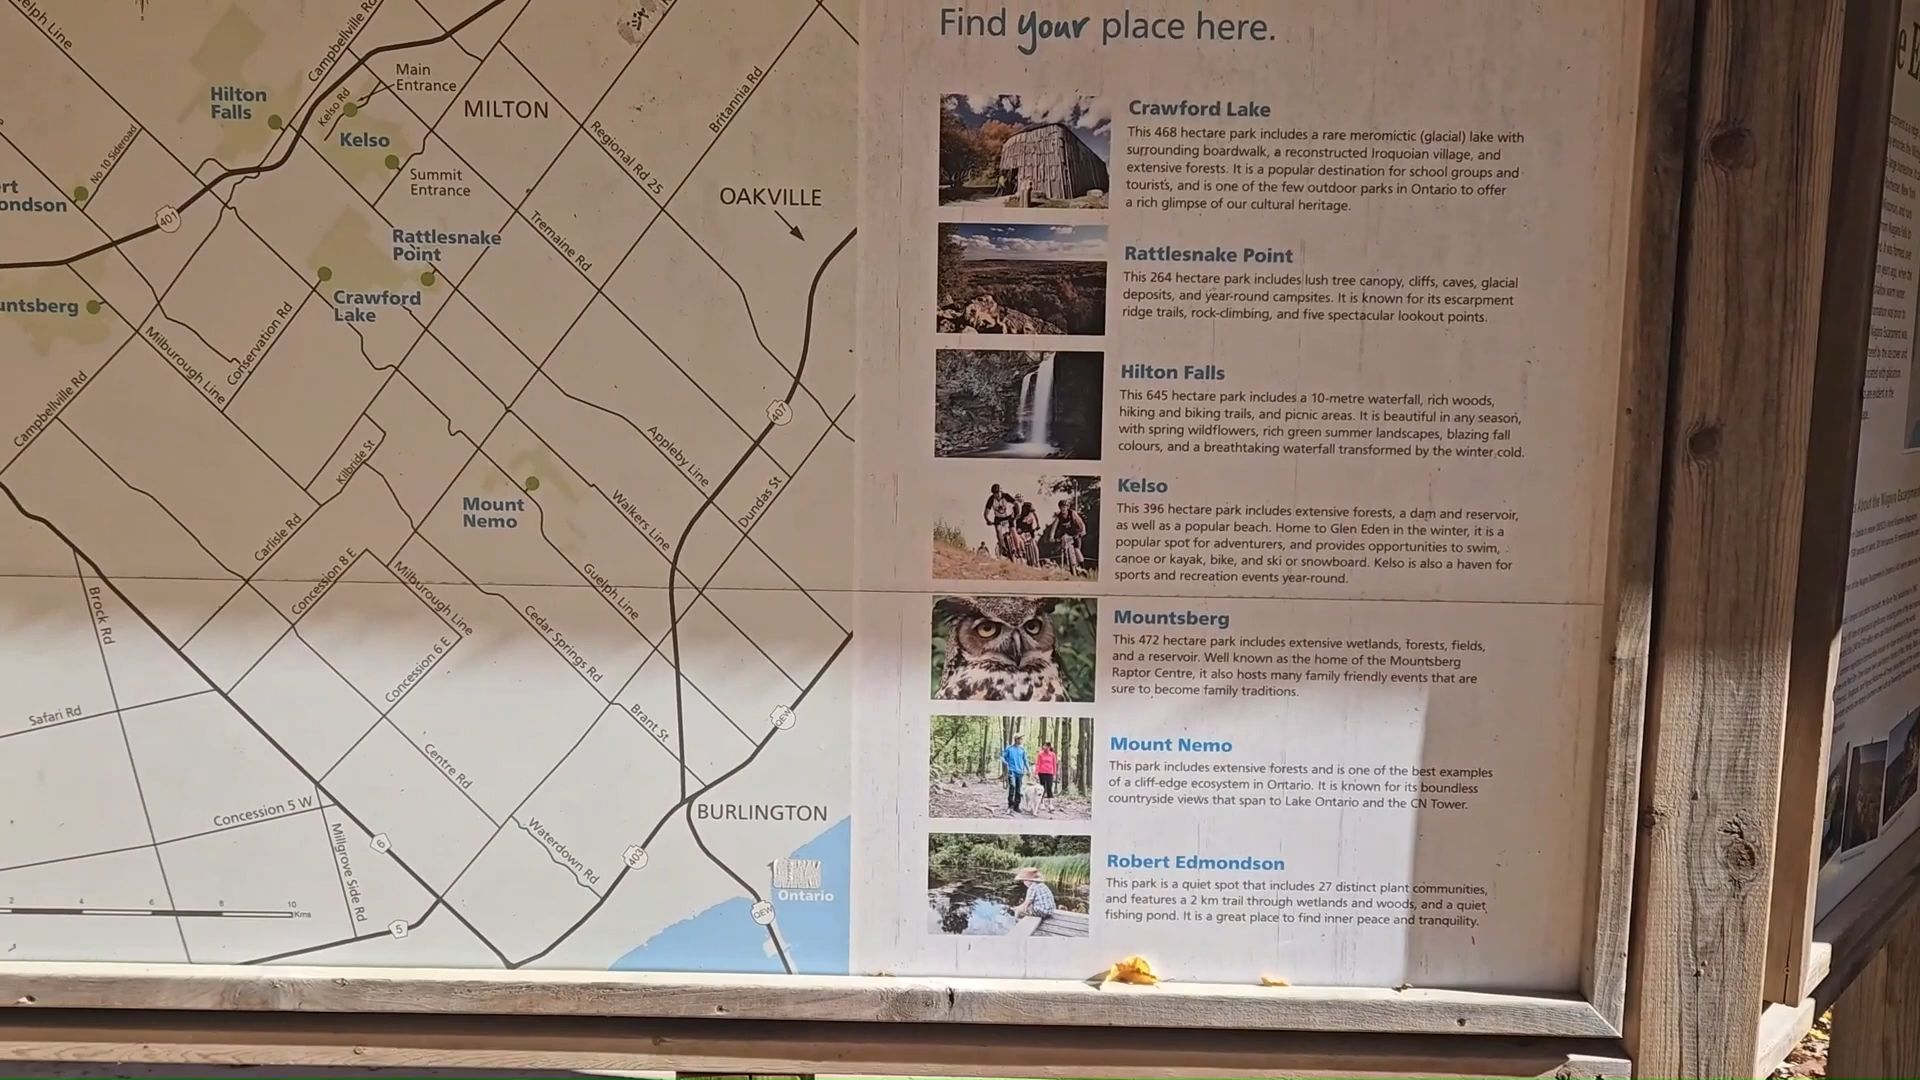 Find your place here.
Crawford Lake
This 468 hectare park includes a rare meromictic (glacial) lake with
surrounding boardwalk, a reconstructed Iroquoian village, and
extensive forests. It is a popular destination for school groups and
tourists, and is one of the few outdoor parks in Ontario to offer
a rich glimpse of our cultural heritage.
Rattlesnake Point
This 264 hectare park includes lush tree canopy, cliffs, caves, glacial
deposits, and year-round campsites. It is known for its escarpment
ridge trails, rock-climbing, and five spectacular lookout points.
Hilton Falls
This 645 hectare park includes a 10-metre waterfall, rich woods,
hiking and biking trails, and picnic areas. It is beautiful in any season,
with spring wildflowers, rich green summer landscapes, blazing fall
colours, and a breathtaking waterfall transformed by the winter cold.
Kelso
This 396 hectare park includes extensive forests, a dam and reservoir,
as well as a popular beach. Home to Glen Eden in the winter, it is a
popular spot for adventurers, and provides opportunities to swim,
canoe or kayak, bike, and ski or snowboard. Kelso is also a haven for
sports and recreation events year-round.
Mountsberg
This 472 hectare park includes extensive wetlands, forests, fields,
and a reservoir. Well known as the home of the Mountsberg
Raptor Centre, it also hosts many family friendly events that are
sure to become family traditions.
Mount Nemo
This park includes extensive forests and is one of the best examples
of a cliff-edge ecosystem in Ontario. It is known for its boundless
countryside views that span to Lake Ontario and the CN Tower.
Robert Edmondson
This park is a quiet spot that includes 27 distinct plant communities,
and features a 2 km trail through wetlands and woods, and a quiet
fishing pond. It is a great place to find inner peace and tranquility.
elph Line
Campbellville Rd
Main
Entrance
Hilton
Falls
Kelso Rd
MILTON
Britannia Rd
Kelso
No 10 Sideroad
Summit
Entrance
Regional Rd 25
OAKVILLE
rt
ondson
401
Rattlesnake
Point
Tremaine Rd
untsberg
Crawford
Lake
Conservation Rd
Milburough Line
Campbellville Rd
407
Kilbride St
Appleby Line
Dundas St
Mount
Nemo
Walkers Line
Carlisle Rd
Concession 8 E
Milburough Line
Guelph Line
Brock Rd
Cedar Springs Rd
Concession 6 E
Safari Rd
Brant St
QEW
Centre Rd
Concession 5 W
BURLINGTON
Millgrove Side Rd
6
Waterdown Rd
403
Ontario
QEW
5
2
4
6
8
10
Kms